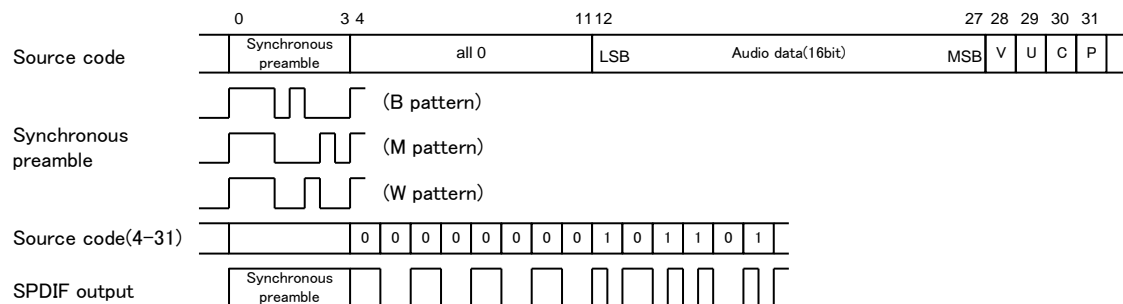 0 3 4 11 12 27 28 29 30 31
Source code Synchronous preamble all 0 LSB Audio data(16bit) MSB V U C P
(B pattern)
Synchronous preamble
(M pattern)
(W pattern)
Source code(4-31) 0 0 0 0 0 0 0 0 1 0 1 1 0 1
SPDIF output Synchronous preamble